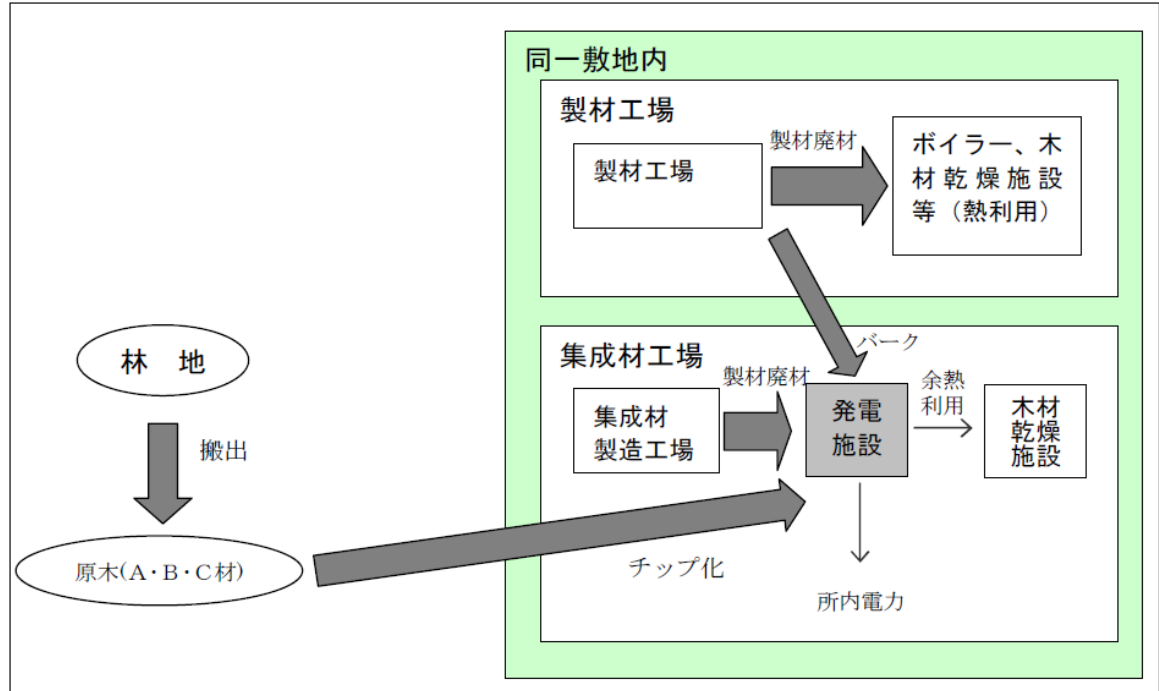 同一敷地内
製材工場
製材工場
製材廃材
ボイラー、木
材乾燥施設
等（熱利用）
バーク
集成材工場
集成材
製造工場
製材廃材
発電
施設
余熱
利用
木材
乾燥
施設
所内電力
林　地
搬出
原木(A・B・C材)
チップ化